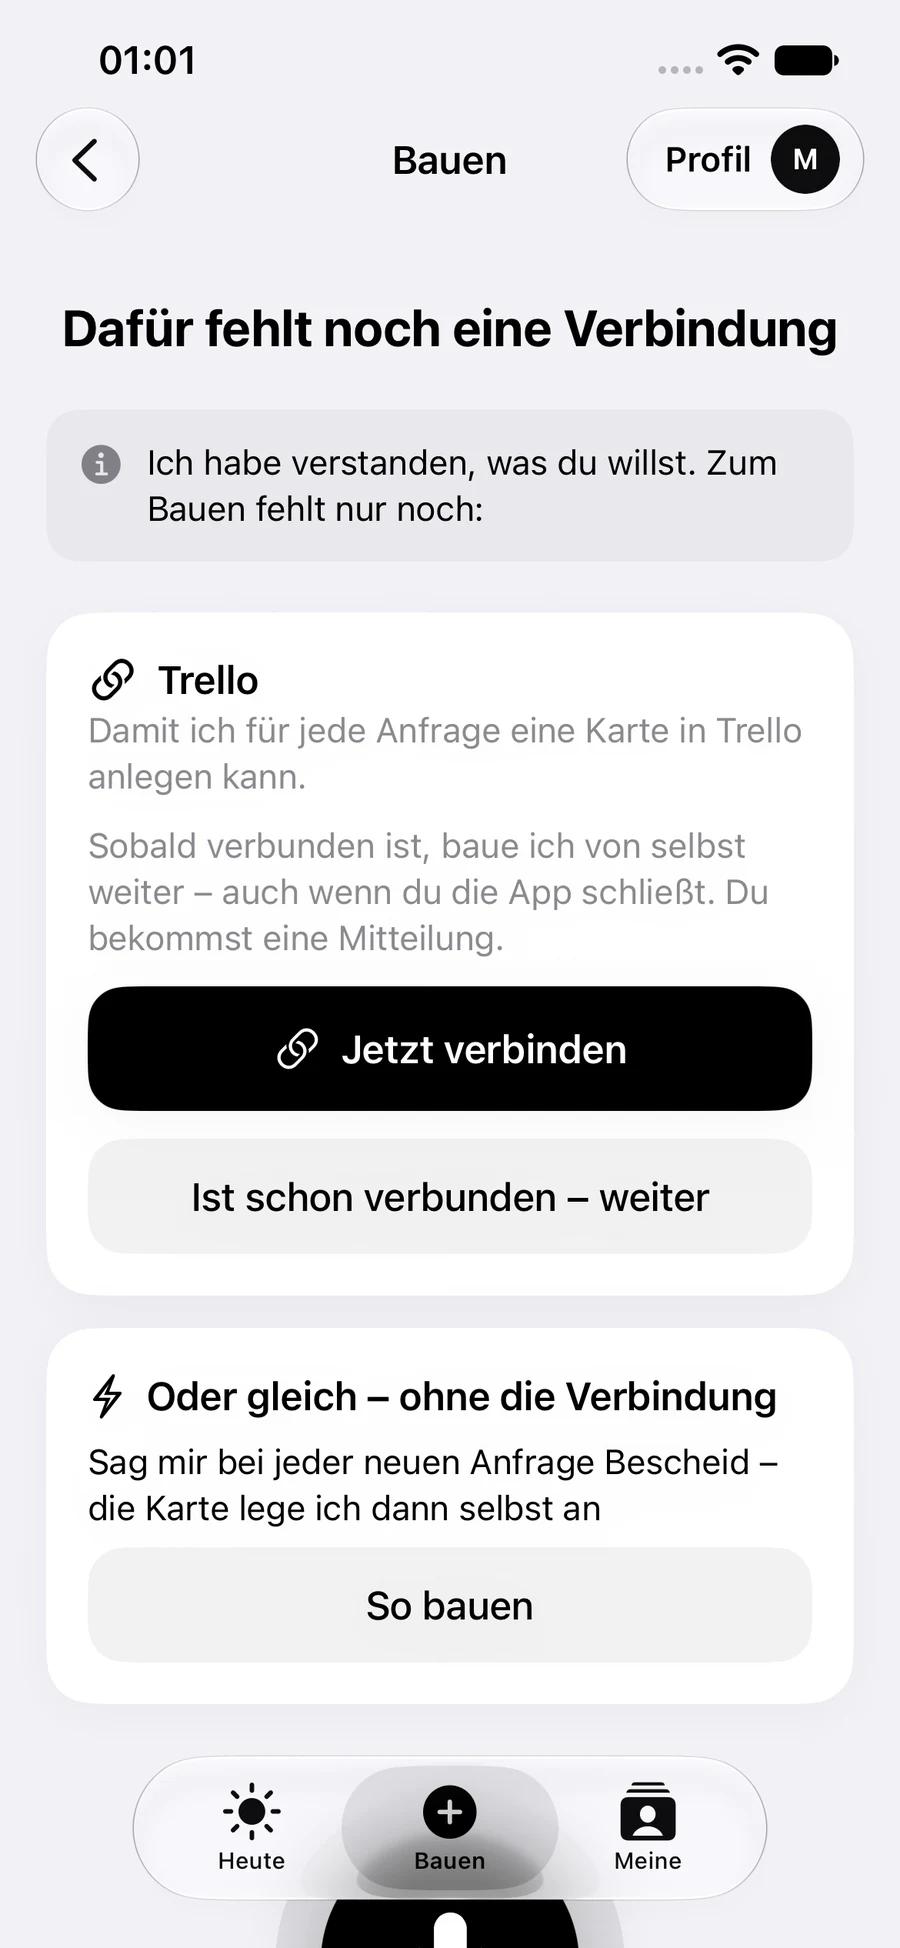 01:01
Bauen
Profil
M
Dafür fehlt noch eine Verbindung
Ich habe verstanden, was du willst. Zum
Bauen fehlt nur noch:
Trello
Damit ich für jede Anfrage eine Karte in Trello
anlegen kann.
Sobald verbunden ist, baue ich von selbst
weiter – auch wenn du die App schließt. Du
bekommst eine Mitteilung.
Jetzt verbinden
Ist schon verbunden – weiter
Oder gleich – ohne die Verbindung
Sag mir bei jeder neuen Anfrage Bescheid –
die Karte lege ich dann selbst an
So bauen
Heute
Bauen
Meine